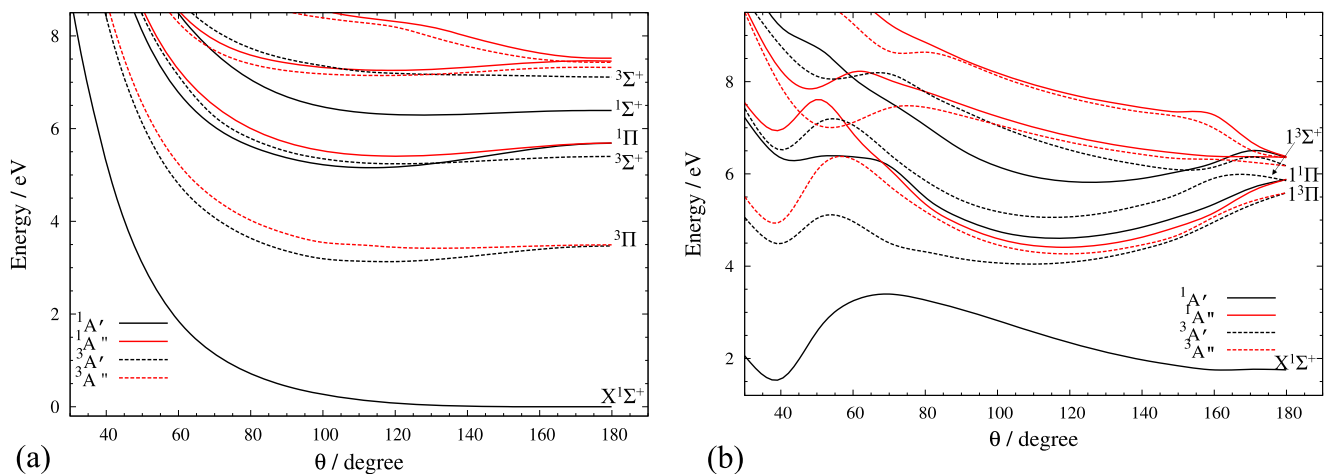 8
6
4
2
0
Energy / eV
40 60 80 100 120 140 160 180
θ / degree
³Σ⁺
¹Σ⁺
¹Π
³Σ⁺
³Π
X¹Σ⁺
¹A′
¹A″
³A′
³A″
(a)
8
6
4
2
Energy / eV
40 60 80 100 120 140 160 180
θ / degree
1³Σ⁺
1¹Π
1³Π
X¹Σ⁺
¹A′
¹A″
³A′
³A″
(b)